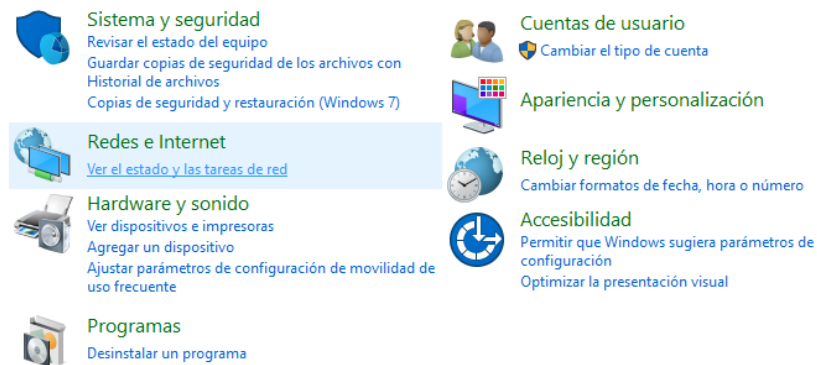 Sistema y seguridad
Revisar el estado del equipo
Guardar copias de seguridad de los archivos con
Historial de archivos
Copias de seguridad y restauración (Windows 7)
Redes e Internet
Ver el estado y las tareas de red
Hardware y sonido
Ver dispositivos e impresoras
Agregar un dispositivo
Ajustar parámetros de configuración de movilidad de
uso frecuente
Programas
Desinstalar un programa
Cuentas de usuario
Cambiar el tipo de cuenta
Apariencia y personalización
Reloj y región
Cambiar formatos de fecha, hora o número
Accesibilidad
Permitir que Windows sugiera parámetros de
configuración
Optimizar la presentación visual